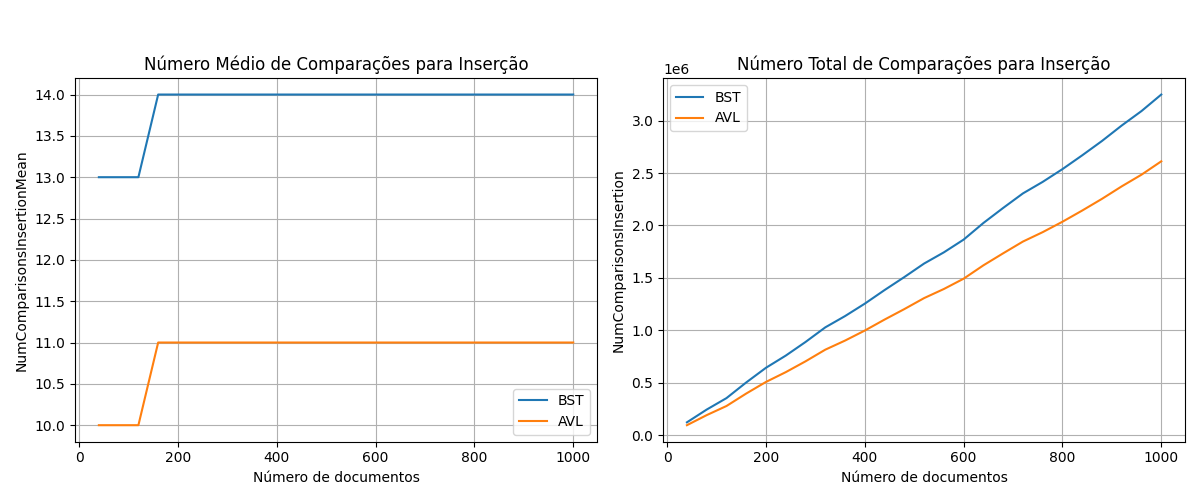 Número Médio de Comparações para Inserção
NumComparisonsInsertionMean
14.0
13.5
13.0
12.5
12.0
11.5
11.0
10.5
10.0
0
200
400
600
800
1000
Número de documentos
BST
AVL
Número Total de Comparações para Inserção
1e6
NumComparisonsInsertion
3.0
2.5
2.0
1.5
1.0
0.5
0.0
0
200
400
600
800
1000
Número de documentos
BST
AVL